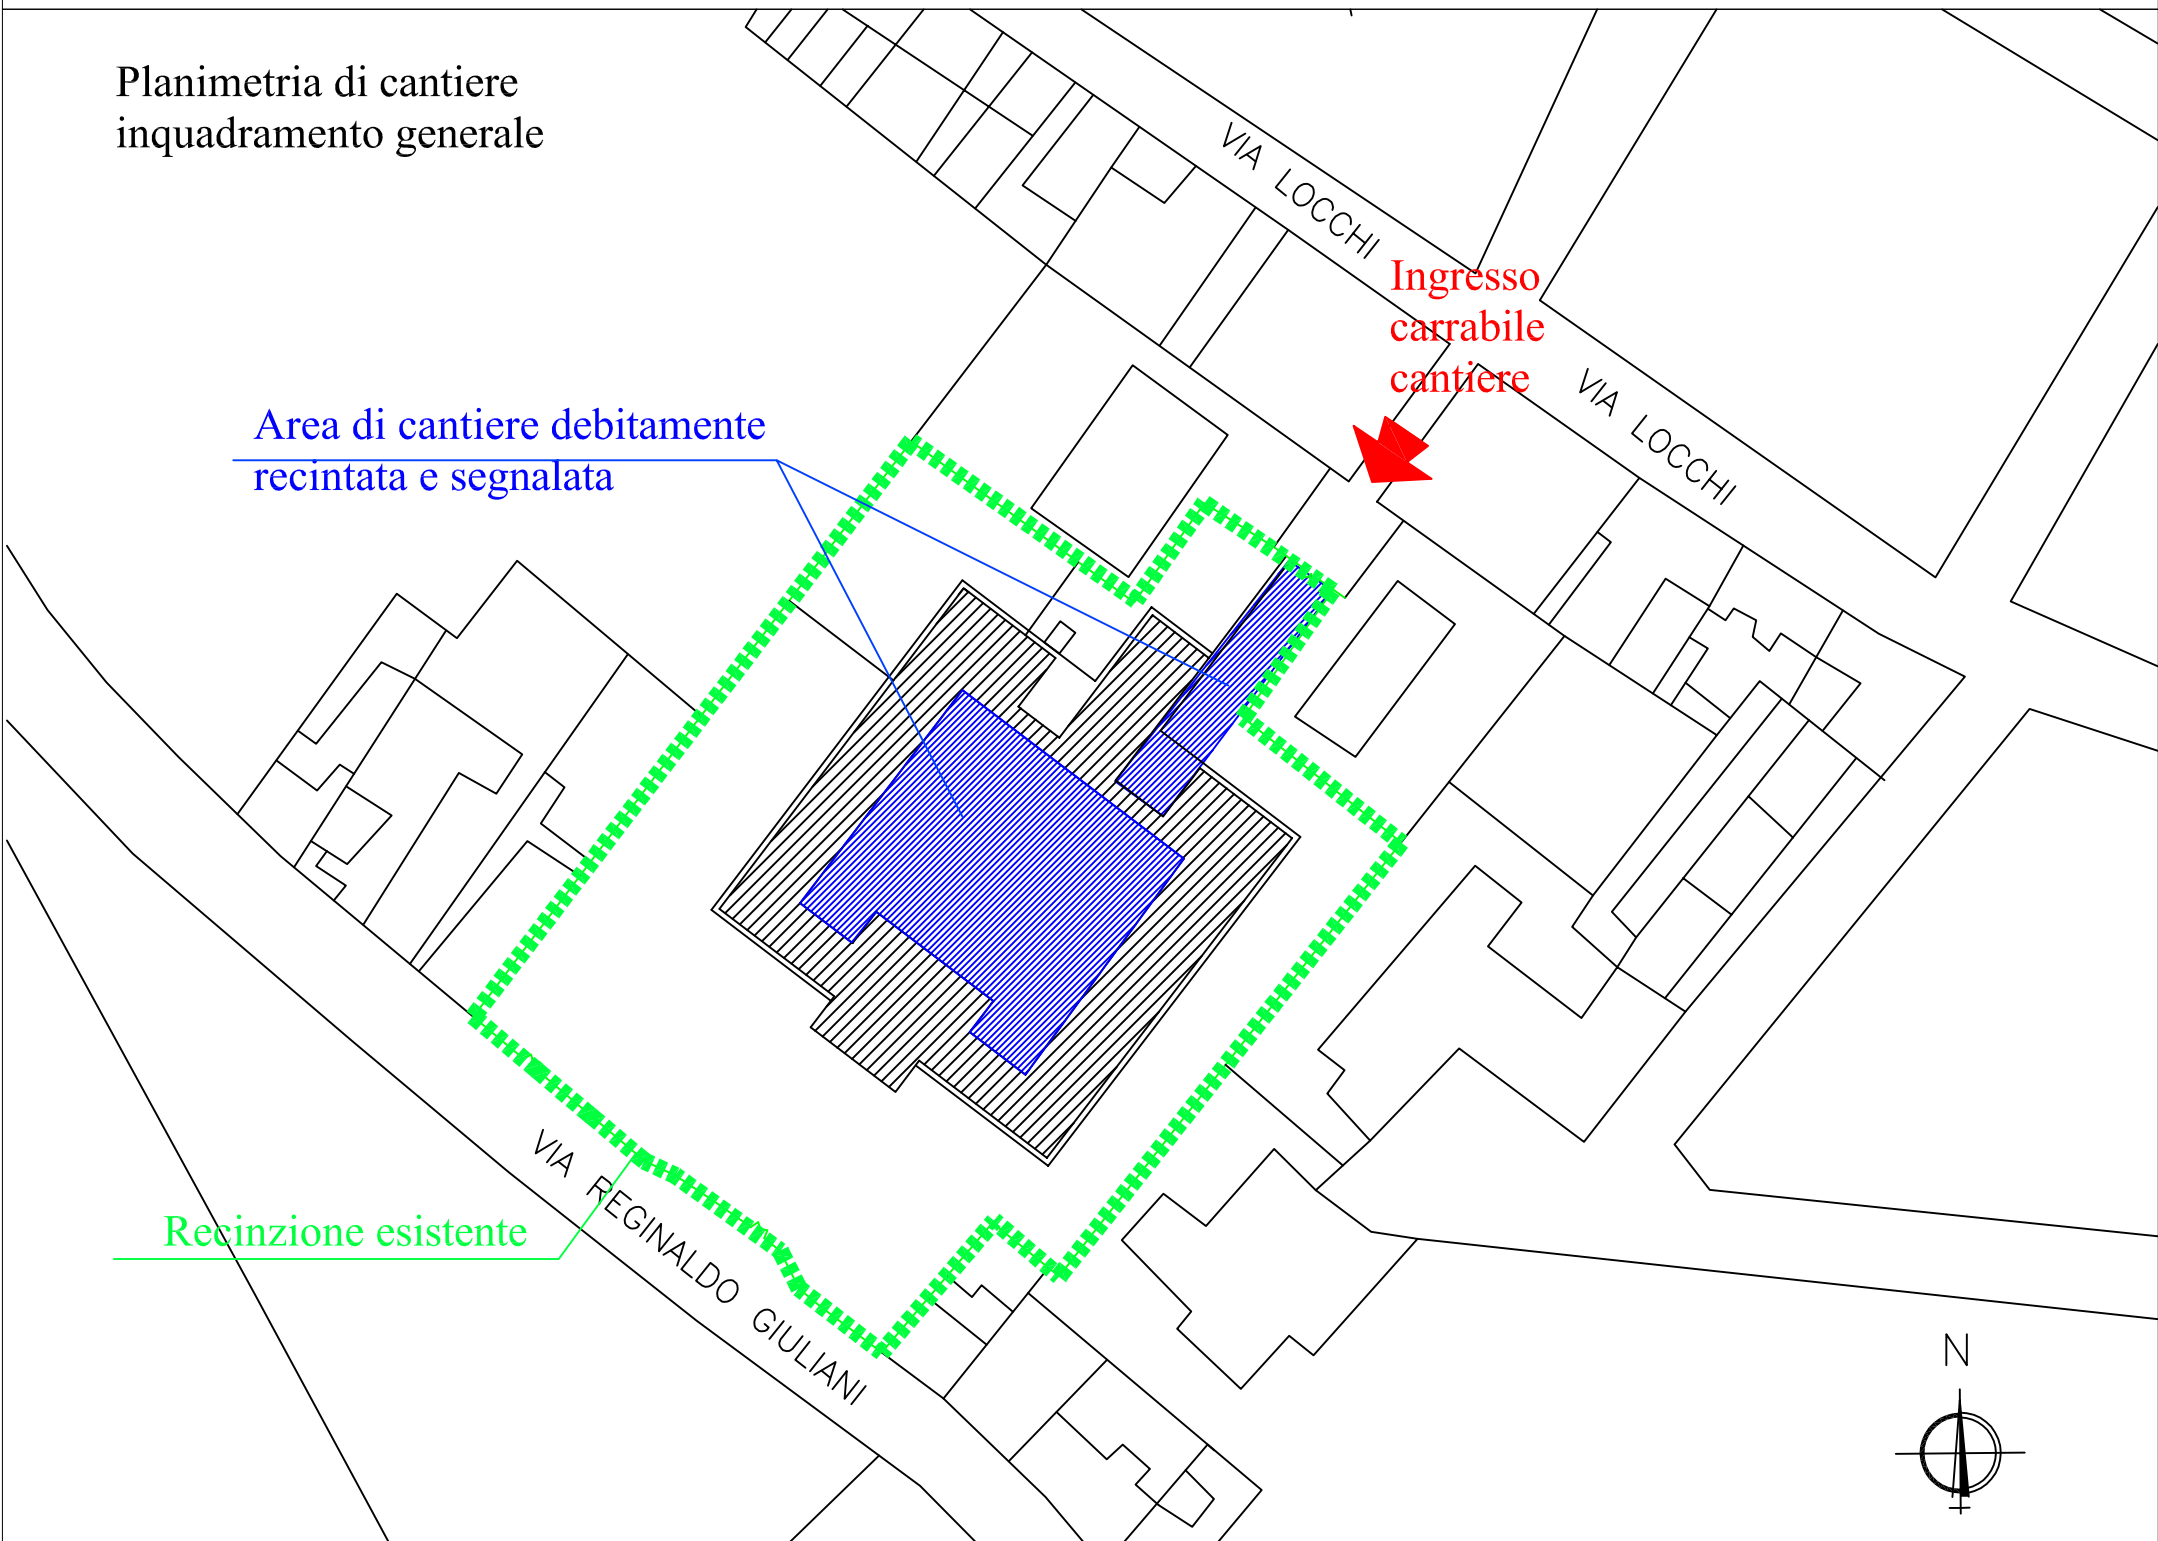 Planimetria di cantiere
inquadramento generale
VIA LOCCHI
Ingresso
carrabile
cantiere
VIA LOCCHI
Area di cantiere debitamente
recintata e segnalata
VIA REGINALDO GIULIANI
Recinzione esistente
N